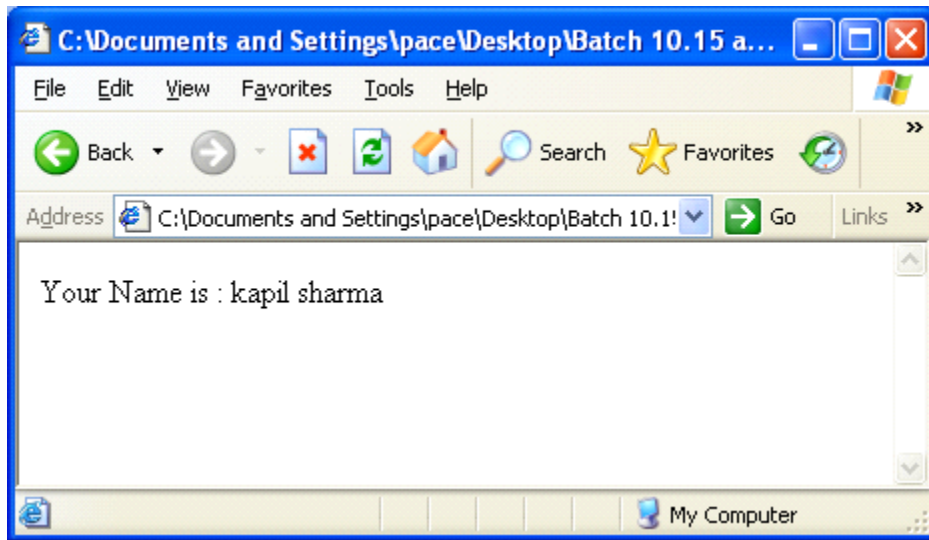 C:\Documents and Settings\pace\Desktop\Batch 10.15 a...
File Edit View Favorites Tools Help
Back Search Favorites »
Address C:\Documents and Settings\pace\Desktop\Batch 10.1 Go Links »
Your Name is : kapil sharma
My Computer